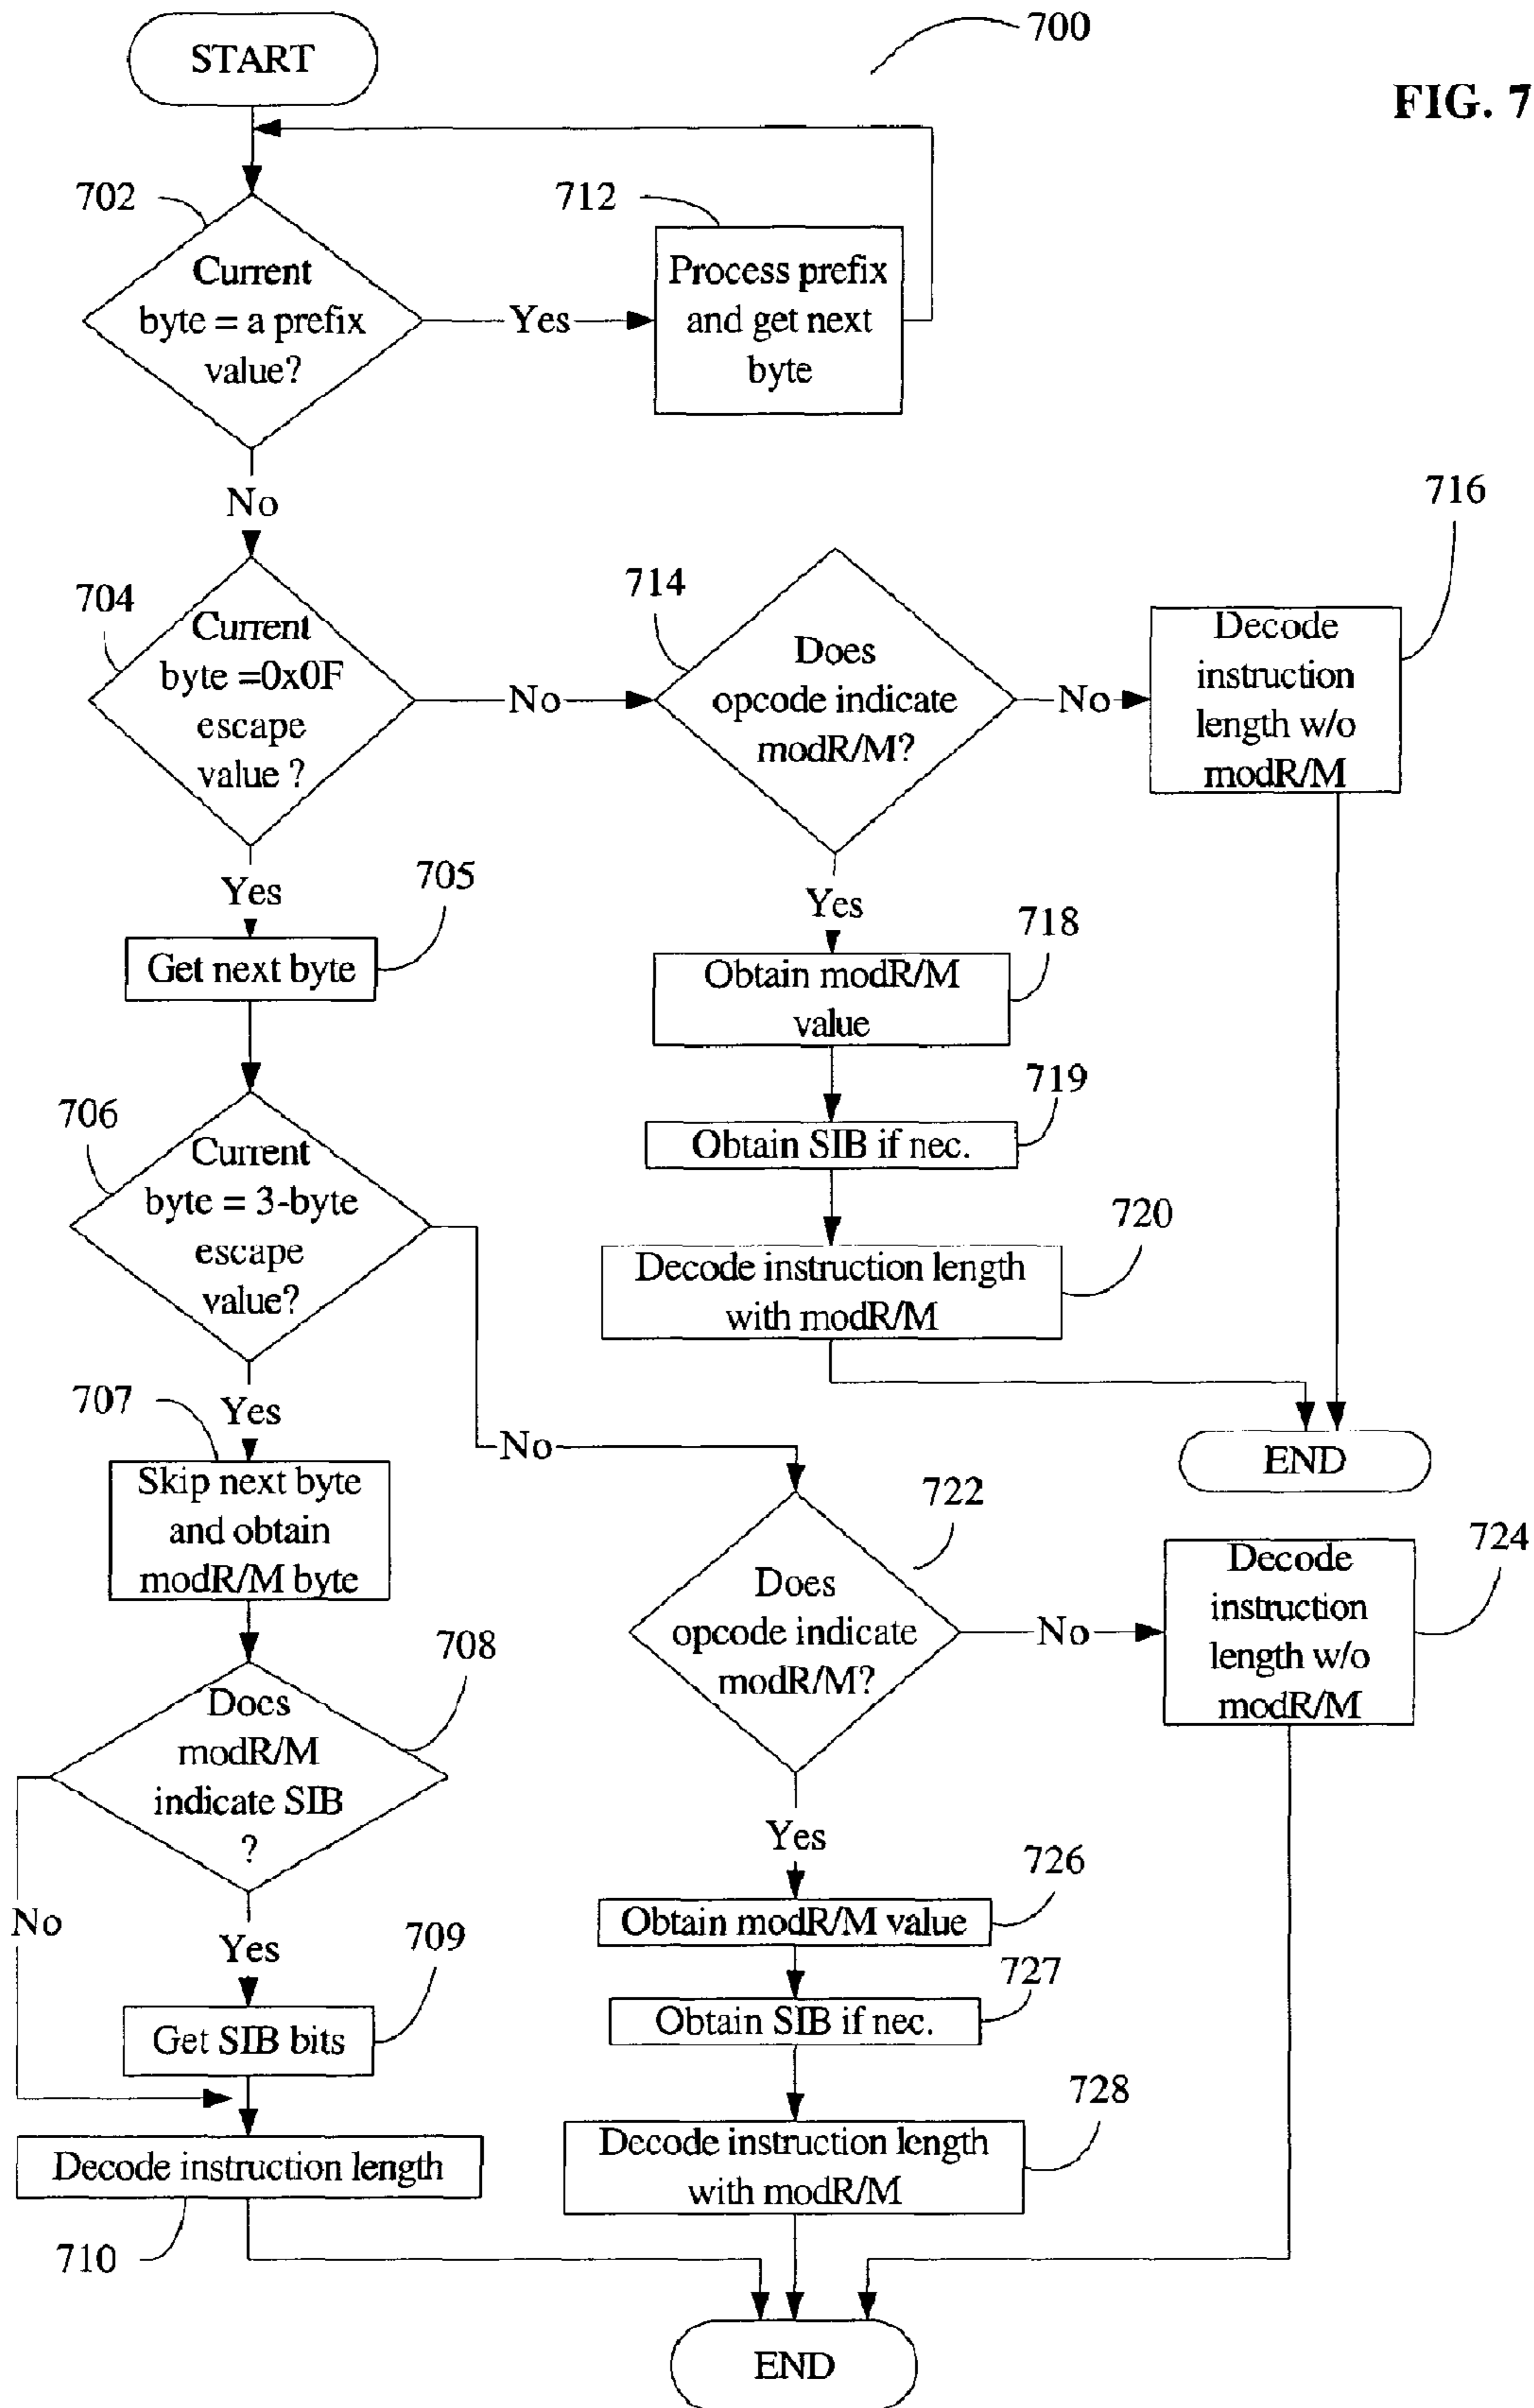 START
700
FIG. 7
702
Current
byte = a prefix
value?
Yes
712
Process prefix
and get next
byte
No
704
Current
byte =0x0F
escape
value ?
No
714
Does
opcode indicate
modR/M?
No
716
Decode
instruction
length w/o
modR/M
Yes
705
Get next byte
Yes
718
Obtain modR/M
value
719
Obtain SIB if nec.
720
Decode instruction length
with modR/M
END
706
Current
byte = 3-byte
escape
value?
No
707
Yes
Skip next byte
and obtain
modR/M byte
708
Does
modR/M
indicate SIB
?
No
Yes
709
Get SIB bits
Decode instruction length
710
722
Does
opcode indicate
modR/M?
No
724
Decode
instruction
length w/o
modR/M
Yes
726
Obtain modR/M value
727
Obtain SIB if nec.
728
Decode instruction length
with modR/M
END